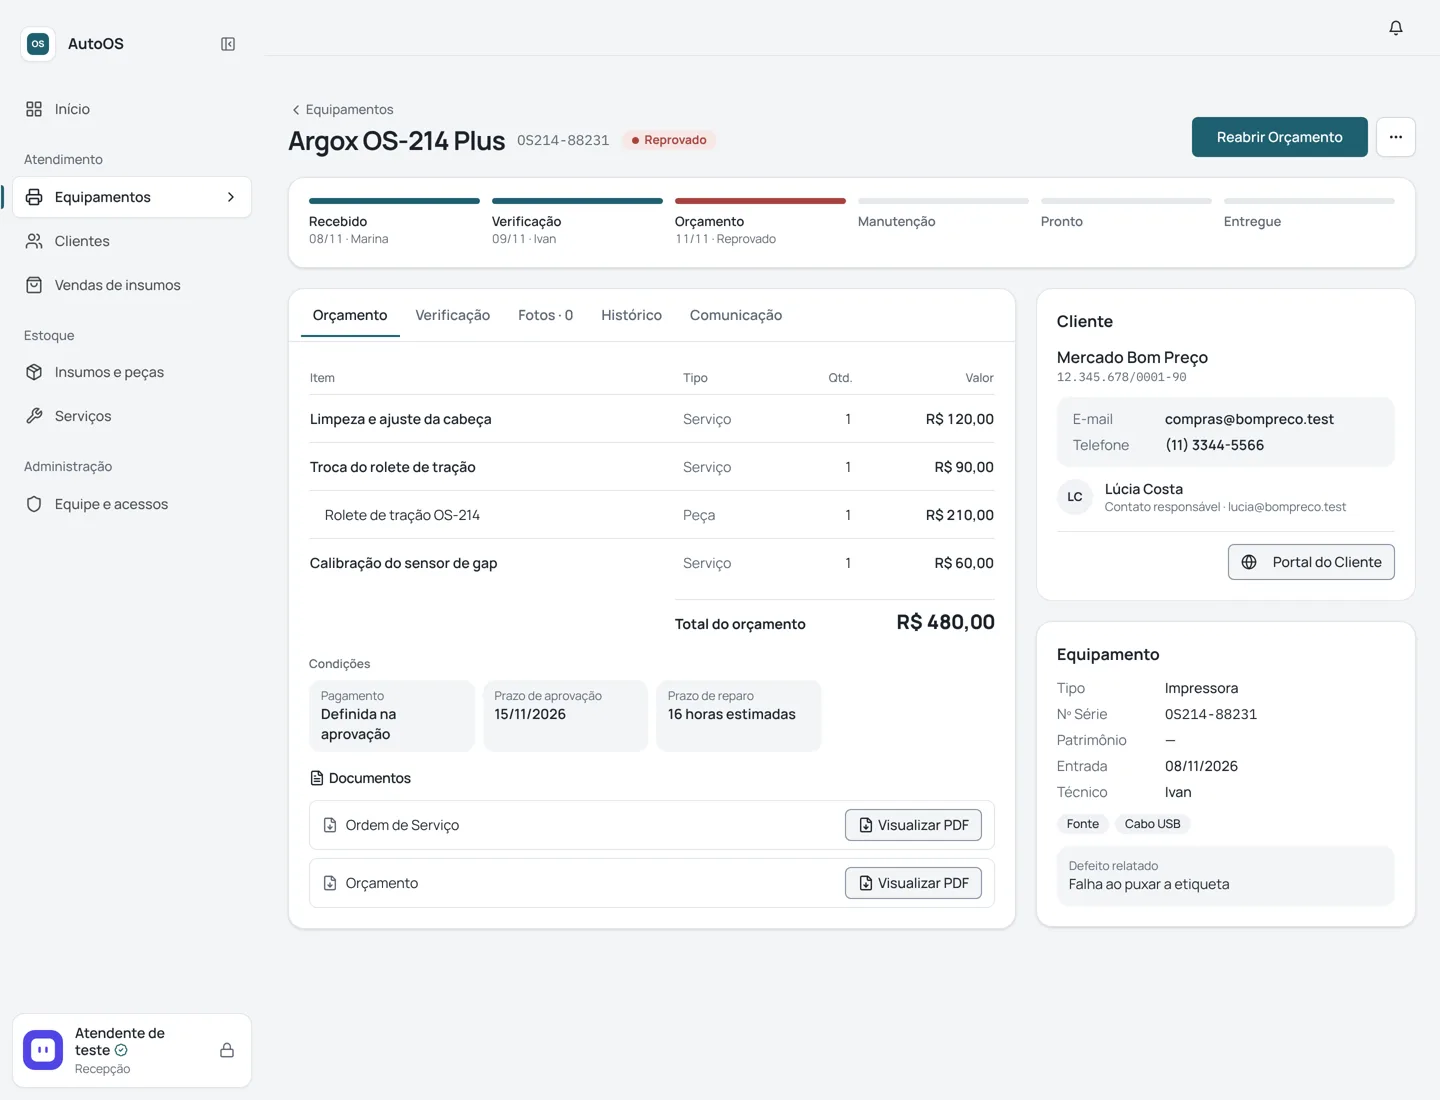 OS
AutoOS
Início
Atendimento
Equipamentos
Clientes
Vendas de insumos
Estoque
Insumos e peças
Serviços
Administração
Equipe e acessos
Atendente de
teste
Recepção
Equipamentos
Argox OS-214 Plus
OS214-88231
Reprovado
Reabrir Orçamento
Recebido
08/11 · Marina
Verificação
09/11 · Ivan
Orçamento
11/11 · Reprovado
Manutenção
Pronto
Entregue
Orçamento
Verificação
Fotos · 0
Histórico
Comunicação
Item Tipo Qtd. Valor
Limpeza e ajuste da cabeça Serviço 1 R$ 120,00
Troca do rolete de tração Serviço 1 R$ 90,00
Rolete de tração OS-214 Peça 1 R$ 210,00
Calibração do sensor de gap Serviço 1 R$ 60,00
Total do orçamento R$ 480,00
Condições
Pagamento
Definida na
aprovação
Prazo de aprovação
15/11/2026
Prazo de reparo
16 horas estimadas
Documentos
Ordem de Serviço Visualizar PDF
Orçamento Visualizar PDF
Cliente
Mercado Bom Preço
12.345.678/0001-90
E-mail compras@bompreco.test
Telefone (11) 3344-5566
LC
Lúcia Costa
Contato responsável · lucia@bompreco.test
Portal do Cliente
Equipamento
Tipo Impressora
Nº Série OS214-88231
Patrimônio —
Entrada 08/11/2026
Técnico Ivan
Fonte Cabo USB
Defeito relatado
Falha ao puxar a etiqueta